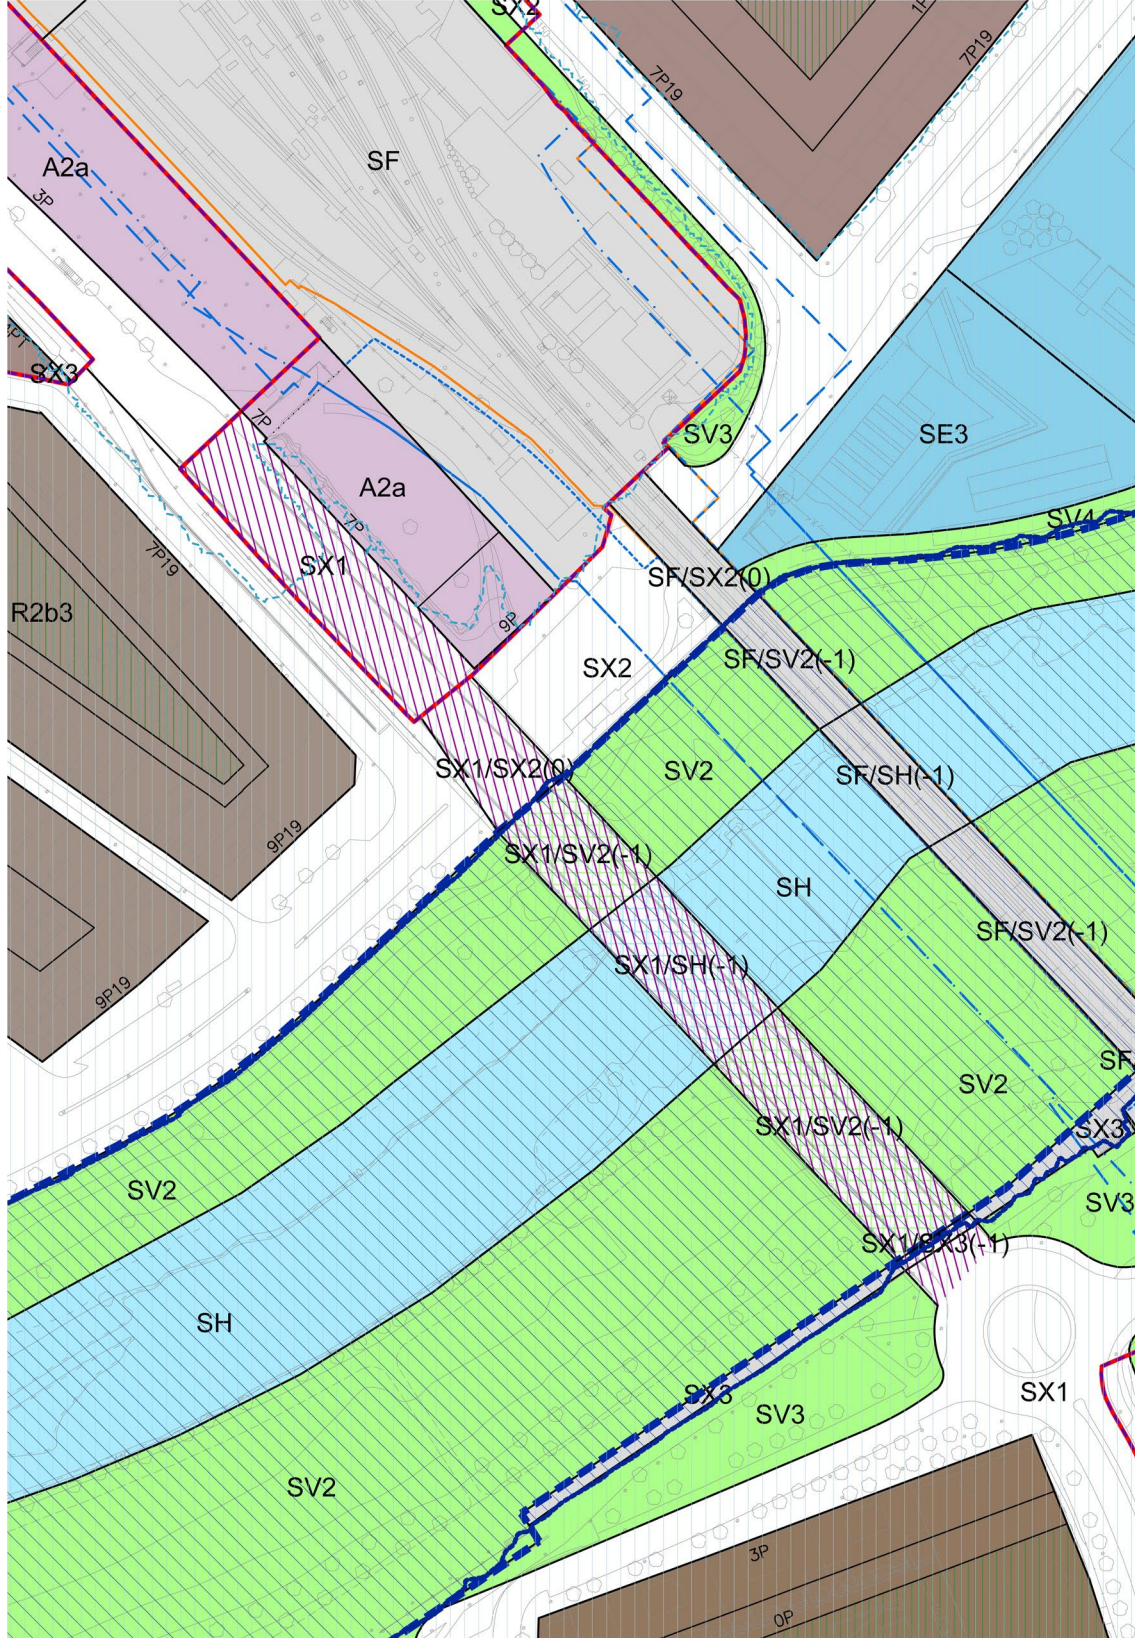 SX2
7P19
7P19
A2a
SF
3P
SX3
7P
SV3
SE3
A2a
7P
SV4
7P19
SX1
SF/SX2(0)
R2b3
9P
SX2
SF/SV2(-1)
SX1/SX2(0)
SV2
SF/SH(-1)
9P19
SX1/SV2(-1)
SH
SF/SV2(-1)
SX1/SH(-1)
9P19
SF
SV2
SX1/SV2(-1)
SX3
SV2
SV3
SX1/SX3(-1)
SH
SX3
SX1
SV3
SV2
3P
0P